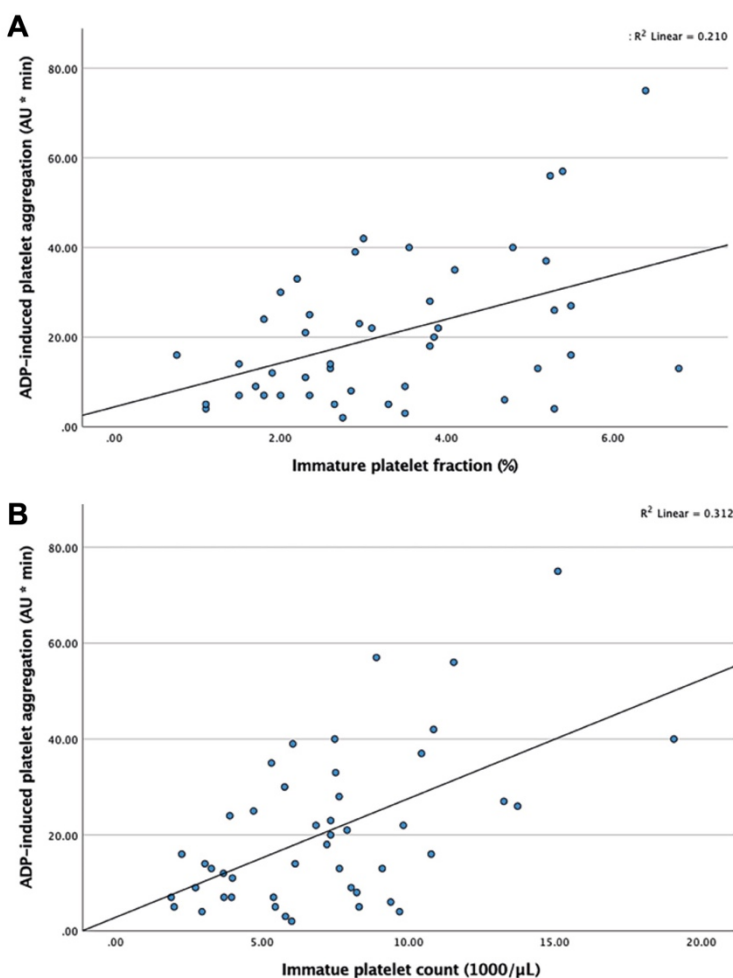 A
: R² Linear = 0.210
ADP-induced platelet aggregation (AU * min)
80.00
60.00
40.00
20.00
.00
.00 2.00 4.00 6.00
Immature platelet fraction (%)
B
R² Linear = 0.312
ADP-induced platelet aggregation (AU * min)
80.00
60.00
40.00
20.00
.00
.00 5.00 10.00 15.00 20.00
Immatue platelet count (1000/µL)